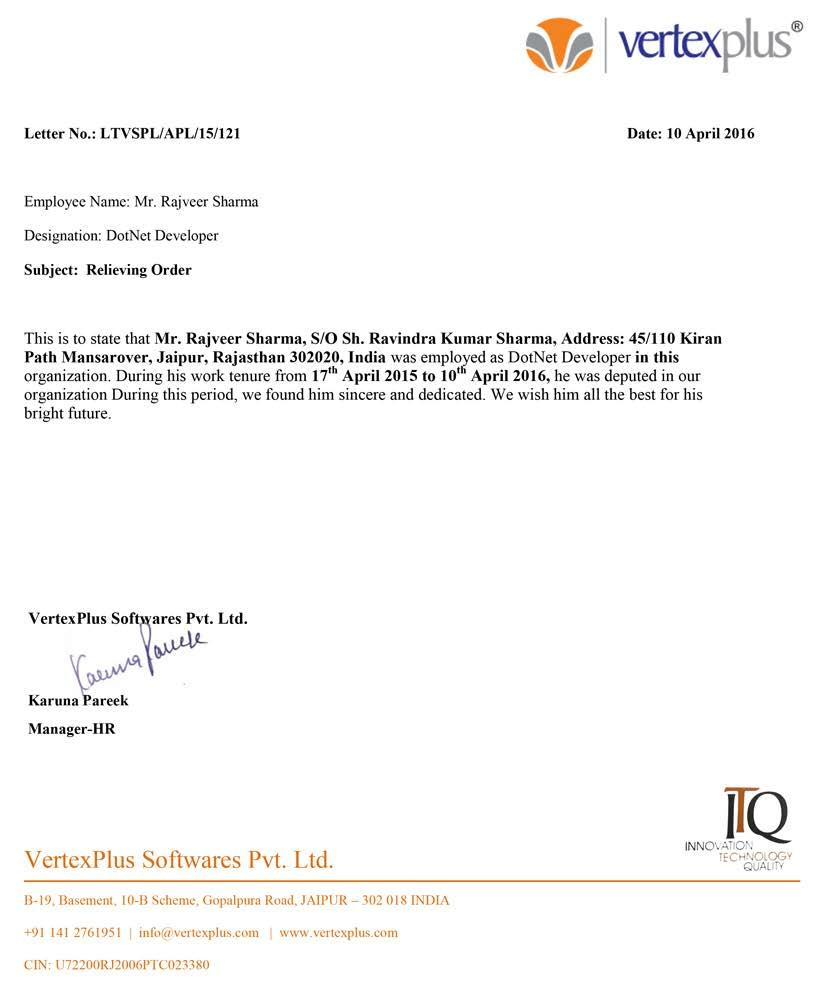 vertexplus®
Letter No.: LTVSPL/APL/15/121 Date: 10 April 2016
Employee Name: Mr. Rajveer Sharma
Designation: DotNet Developer
Subject: Relieving Order
This is to state that Mr. Rajveer Sharma, S/O Sh. Ravindra Kumar Sharma, Address: 45/110 Kiran
Path Mansarover, Jaipur, Rajasthan 302020, India was employed as DotNet Developer in this
organization. During his work tenure from 17th April 2015 to 10th April 2016, he was deputed in our
organization During this period, we found him sincere and dedicated. We wish him all the best for his
bright future.
VertexPlus Softwares Pvt. Ltd.
Karuna Pareek
Karuna Pareek
Manager-HR
ITQ
INNOVATION
TECHNOLOGY
QUALITY
VertexPlus Softwares Pvt. Ltd.
B-19, Basement, 10-B Scheme, Gopalpura Road, JAIPUR – 302 018 INDIA
+91 141 2761951 | info@vertexplus.com | www.vertexplus.com
CIN: U72200RJ2006PTC023380